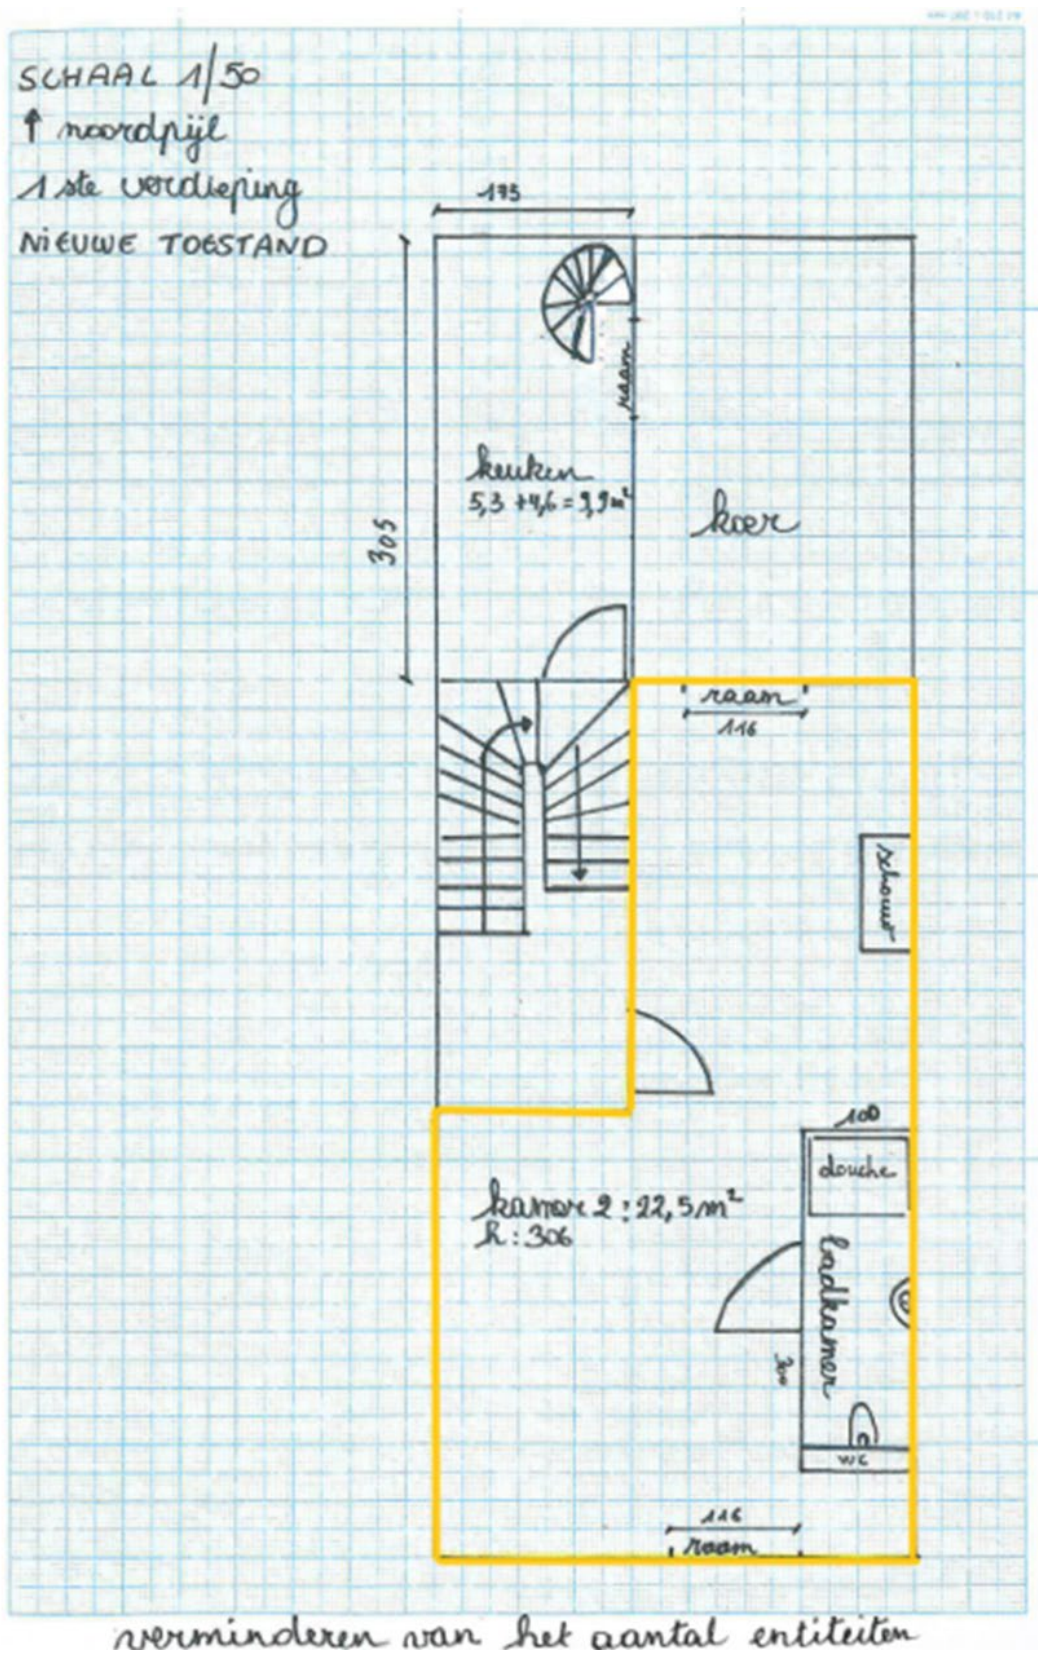 SCHAAL 1/50
↑ noordpijl
1 ste verdieping
NIEUWE TOESTAND
175
raam
keuken
5,3 + 4,6 = 9,9 m²
koer
305
raam
116
schouw
100
douche
kamer 2 : 22,5 m²
h : 306
badkamer
300
wc
116
raam
verminderen van het aantal entiteiten